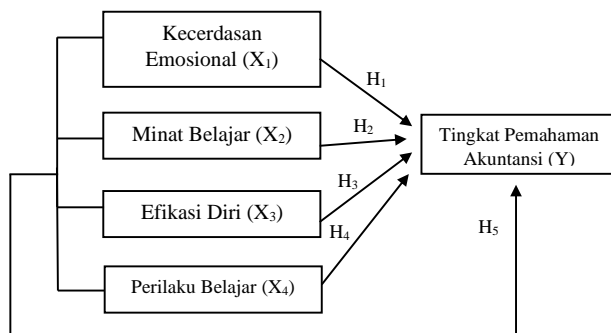 Kecerdasan
Emosional (X₁)
H₁
Minat Belajar (X₂)
H₂
Tingkat Pemahaman
Akuntansi (Y)
H₃
Efikasi Diri (X₃)
H₄
H₅
Perilaku Belajar (X₄)